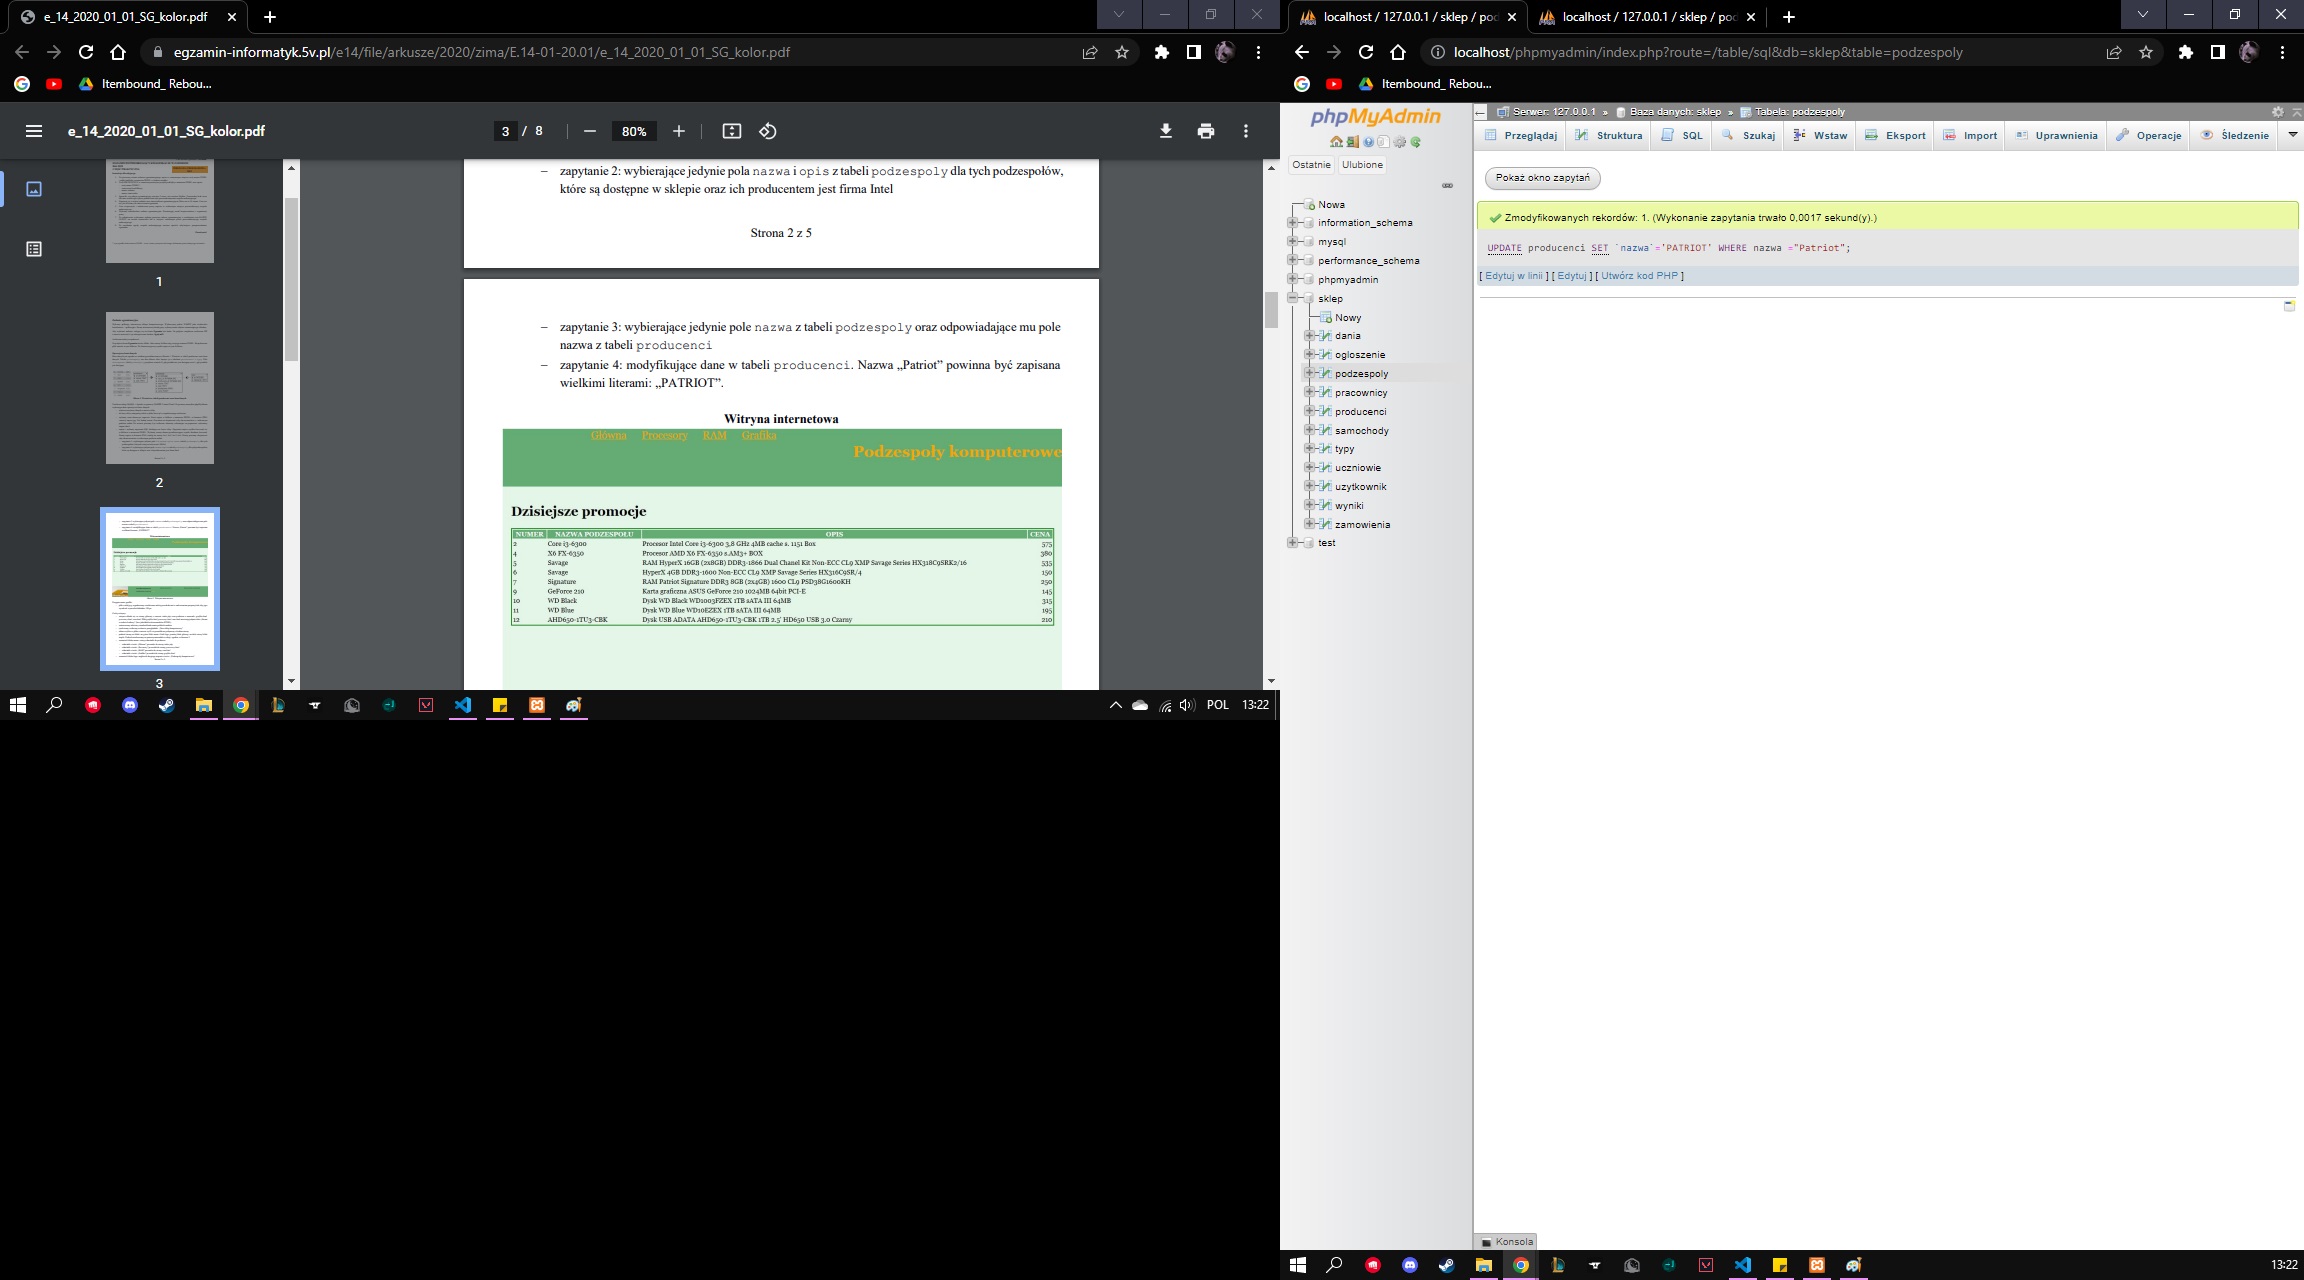 e_14_2020_01_01_SG_kolor.pdf
egzamin-informatyk.5v.pl/e14/file/arkusze/2020/zima/E.14-01-20.01/e_14_2020_01_01_SG_kolor.pdf
Itembound_ Rebou...
e_14_2020_01_01_SG_kolor.pdf
3 / 8
80%
1
2
3
– zapytanie 2: wybierające jedynie pola nazwa i opis z tabeli podzespoly dla tych podzespołów,
które są dostępne w sklepie oraz ich producentem jest firma Intel
Strona 2 z 5
– zapytanie 3: wybierające jedynie pole nazwa z tabeli podzespoly oraz odpowiadające mu pole
nazwa z tabeli producenci
– zapytanie 4: modyfikujące dane w tabeli producenci. Nazwa „Patriot” powinna być zapisana
wielkimi literami: „PATRIOT”.
Witryna internetowa
Główna Procesory RAM Grafika
Podzespoły komputerowe
Dzisiejsze promocje
NUMER NAZWA PODZESPOŁU OPIS CENA
2 Core i3-6300 Procesor Intel Core i3-6300 3,8 GHz 4MB cache s. 1151 Box 575
4 X6 FX-6350 Procesor AMD X6 FX-6350 s.AM3+ BOX 380
5 Savage RAM HyperX 16GB (2x8GB) DDR3-1866 Dual Chanel Kit Non-ECC CL9 XMP Savage Series HX318C9SRK2/16 535
6 Savage HyperX 4GB DDR3-1600 Non-ECC CL9 XMP Savage Series HX316C9SR/4 150
7 Signature RAM Patriot Signature DDR3 8GB (2x4GB) 1600 CL9 PSD38G1600KH 250
9 GeForce 210 Karta graficzna ASUS GeForce 210 1024MB 64bit PCI-E 145
10 WD Black Dysk WD Black WD1003FZEX 1TB sATA III 64MB 315
11 WD Blue Dysk WD Blue WD10EZEX 1TB sATA III 64MB 195
12 AHD650-1TU3-CBK Dysk USB ADATA AHD650-1TU3-CBK 1TB 2.5' HD650 USB 3.0 Czarny 210
POL 13:22
localhost / 127.0.0.1 / sklep / pod
localhost / 127.0.0.1 / sklep / pod
localhost/phpmyadmin/index.php?route=/table/sql&db=sklep&table=podzespoly
Itembound_ Rebou...
phpMyAdmin
Ostatnie Ulubione
Nowa
information_schema
mysql
performance_schema
phpmyadmin
sklep
Nowy
dania
ogloszenie
podzespoly
pracownicy
producenci
samochody
typy
uczniowie
uzytkownik
wyniki
zamowienia
test
Serwer: 127.0.0.1 » Baza danych: sklep » Tabela: podzespoly
Przeglądaj Struktura SQL Szukaj Wstaw Eksport Import Uprawnienia Operacje Śledzenie
Pokaż okno zapytań
Zmodyfikowanych rekordów: 1. (Wykonanie zapytania trwało 0,0017 sekund(y).)
UPDATE producenci SET `nazwa`='PATRIOT' WHERE nazwa ="Patriot";
[ Edytuj w linii ] [ Edytuj ] [ Utwórz kod PHP ]
Konsola
13:22